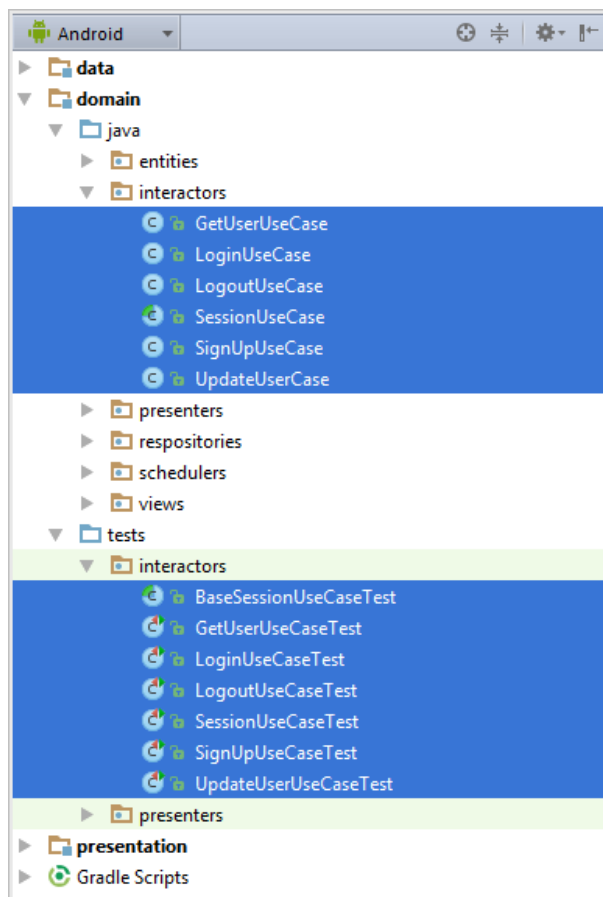 Android
data
domain
java
entities
interactors
GetUserUseCase
LoginUseCase
LogoutUseCase
SessionUseCase
SignUpUseCase
UpdateUserCase
presenters
respositories
schedulers
views
tests
interactors
BaseSessionUseCaseTest
GetUserUseCaseTest
LoginUseCaseTest
LogoutUseCaseTest
SessionUseCaseTest
SignUpUseCaseTest
UpdateUserUseCaseTest
presenters
presentation
Gradle Scripts